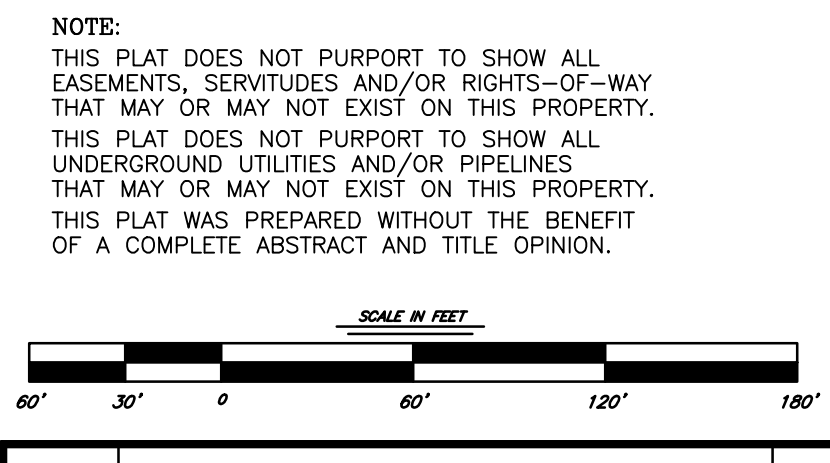 NOTE:
THIS PLAT DOES NOT PURPORT TO SHOW ALL
EASEMENTS, SERVITUDES AND/OR RIGHTS-OF-WAY
THAT MAY OR MAY NOT EXIST ON THIS PROPERTY.
THIS PLAT DOES NOT PURPORT TO SHOW ALL
UNDERGROUND UTILITIES AND/OR PIPELINES
THAT MAY OR MAY NOT EXIST ON THIS PROPERTY.
THIS PLAT WAS PREPARED WITHOUT THE BENEFIT
OF A COMPLETE ABSTRACT AND TITLE OPINION.
SCALE IN FEET
60' 30' 0 60' 120' 180'